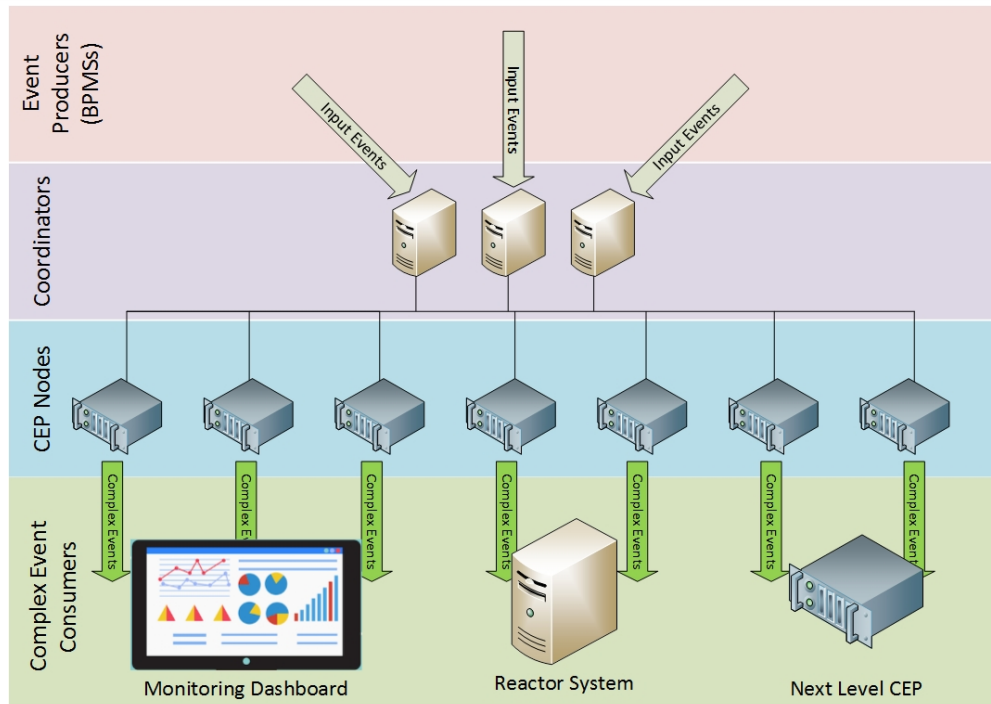 Event
Producers
(BPMSs)
Input Events
Input Events
Input Events
Coordinators
CEP Nodes
Complex Events
Complex Events
Complex Events
Complex Events
Complex Events
Complex Events
Complex Events
Complex Event
Consumers
Monitoring Dashboard
Reactor System
Next Level CEP